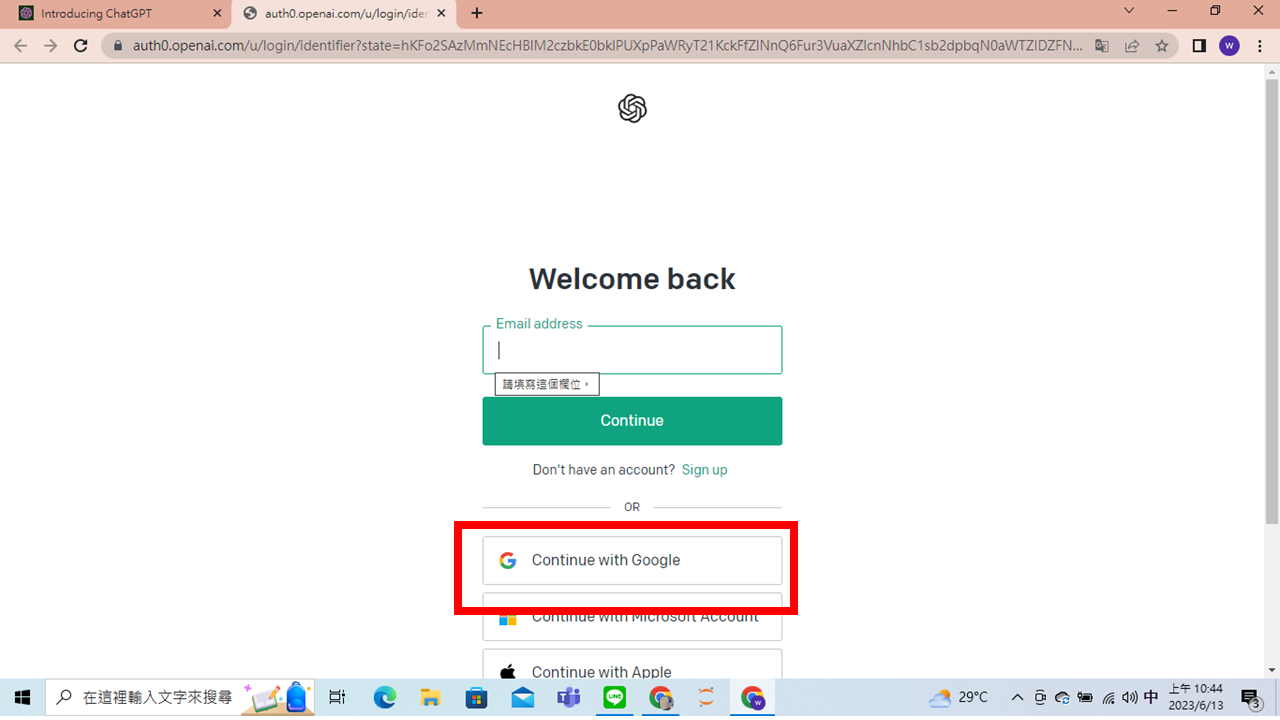 Introducing ChatGPT
auth0.openai.com/u/login/iden
auth0.openai.com/u/login/identifier?state=hKFo2SAzMmNEcHBIM2czbkE0bklPUXpPaWRyT21KckFfZlNnQ6Fur3VuaXZlcnNhbC1sb2dpbqN0aWTZIDZFN...
W
Welcome back
Email address
請填寫這個欄位。
Continue
Don't have an account? Sign up
OR
Continue with Google
Continue with Microsoft Account
Continue with Apple
在這裡輸入文字來搜尋
LINE
W
29°C
中
上午 10:44
2023/6/13
3